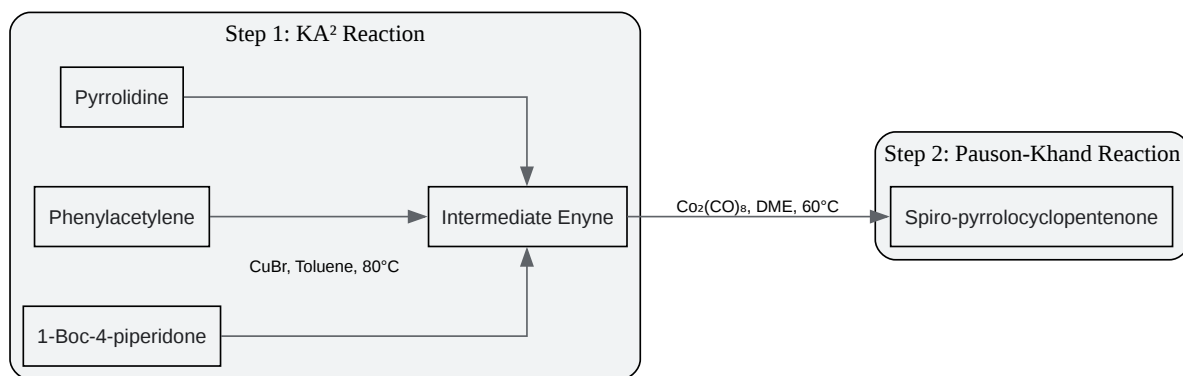 Step 1: KA² Reaction
Pyrrolidine
Phenylacetylene
CuBr, Toluene, 80°C
1-Boc-4-piperidone
Intermediate Enyne
Co₂(CO)₈, DME, 60°C
Step 2: Pauson-Khand Reaction
Spiro-pyrrolocyclopentenone